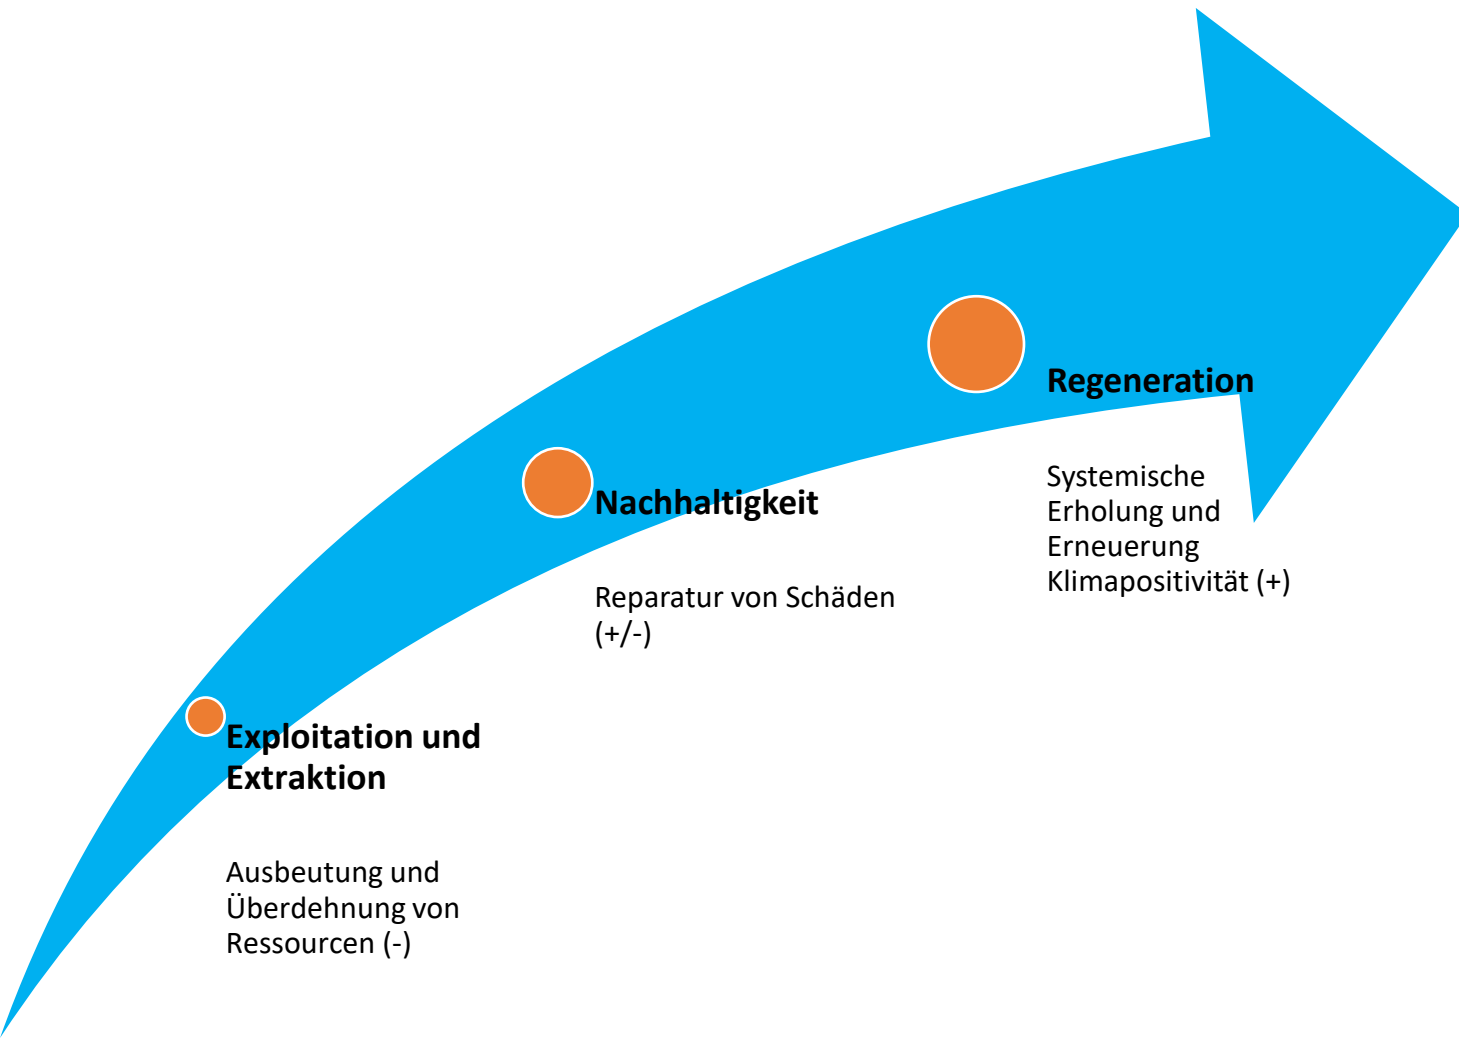 Regeneration
Systemische
Erholung und
Erneuerung
Klimapositivität (+)
Nachhaltigkeit
Reparatur von Schäden
(+/-)
Exploitation und
Extraktion
Ausbeutung und
Überdehnung von
Ressourcen (-)